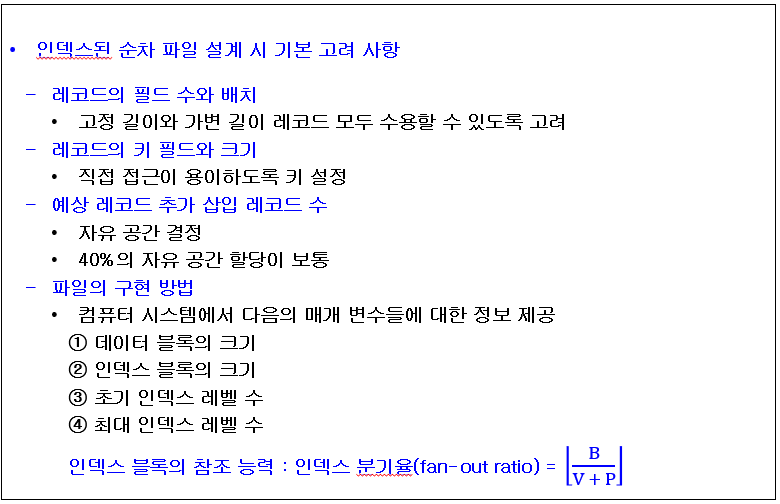 • 인덱스된 순차 파일 설계 시 기본 고려 사항
– 레코드의 필드 수와 배치
• 고정 길이와 가변 길이 레코드 모두 수용할 수 있도록 고려
– 레코드의 키 필드와 크기
• 직접 접근이 용이하도록 키 설정
– 예상 레코드 추가 삽입 레코드 수
• 자유 공간 결정
• 40%의 자유 공간 할당이 보통
– 파일의 구현 방법
• 컴퓨터 시스템에서 다음의 매개 변수들에 대한 정보 제공
① 데이터 블록의 크기
② 인덱스 블록의 크기
③ 초기 인덱스 레벨 수
④ 최대 인덱스 레벨 수
인덱스 블록의 참조 능력 : 인덱스 분기율(fan-out ratio) = ⌊B / (V + P)⌋